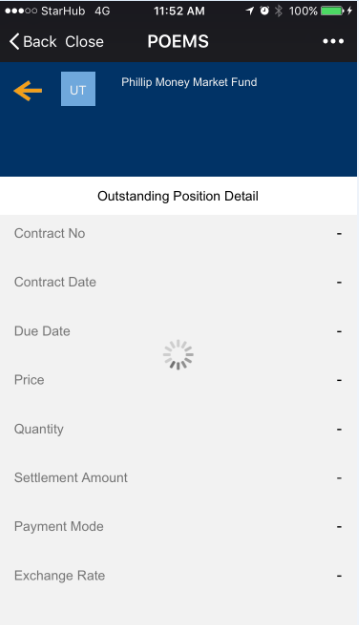 StarHub 4G 11:52 AM 100%
Back Close POEMS
UT Phillip Money Market Fund
Outstanding Position Detail
Contract No -
Contract Date -
Due Date -
Price -
Quantity -
Settlement Amount -
Payment Mode -
Exchange Rate -